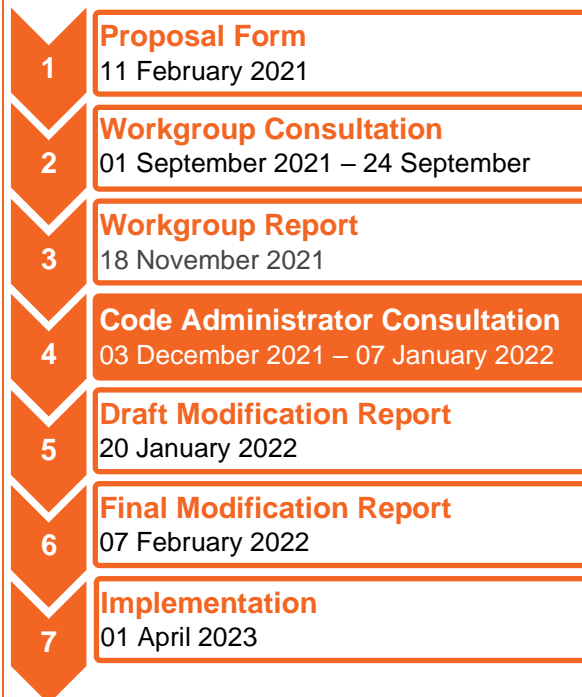 1
Proposal Form
11 February 2021
2
Workgroup Consultation
01 September 2021 – 24 September
3
Workgroup Report
18 November 2021
4
Code Administrator Consultation
03 December 2021 – 07 January 2022
5
Draft Modification Report
20 January 2022
6
Final Modification Report
07 February 2022
7
Implementation
01 April 2023